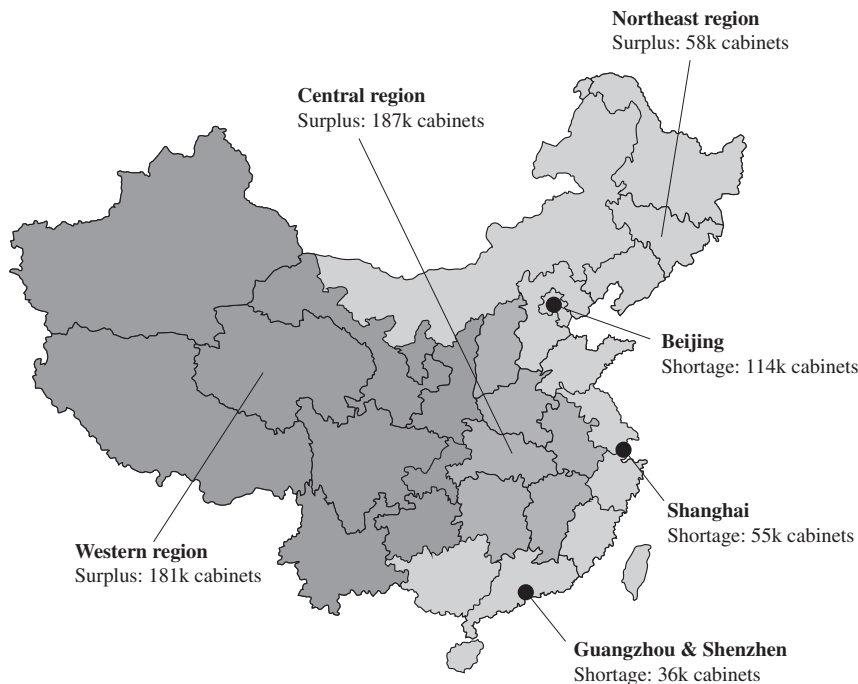 Northeast region
Surplus: 58k cabinets
Central region
Surplus: 187k cabinets
Beijing
Shortage: 114k cabinets
Shanghai
Shortage: 55k cabinets
Western region
Surplus: 181k cabinets
Guangzhou & Shenzhen
Shortage: 36k cabinets